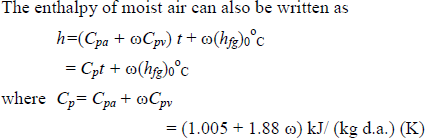 The enthalpy of moist air can also be written as
h=(Cpa + ωCpv) t + ω(hfg)0°C
= Cpt + ω(hfg)0°C
where Cp= Cpa + ωCpv
= (1.005 + 1.88 ω) kJ/ (kg d.a.) (K)